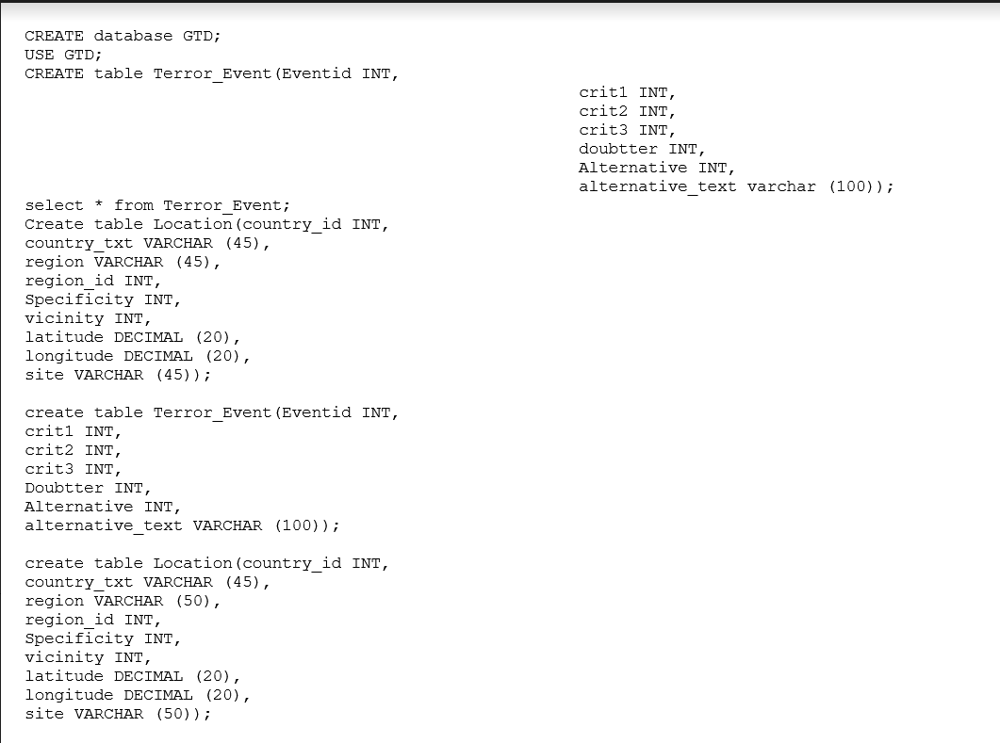 CREATE database GTD;
USE GTD;
CREATE table Terror_Event(Eventid INT,
crit1 INT,
crit2 INT,
crit3 INT,
doubtter INT,
Alternative INT,
alternative_text varchar (100));
select * from Terror_Event;
Create table Location(country_id INT,
country_txt VARCHAR (45),
region VARCHAR (45),
region_id INT,
Specificity INT,
vicinity INT,
latitude DECIMAL (20),
longitude DECIMAL (20),
site VARCHAR (45));
create table Terror_Event(Eventid INT,
crit1 INT,
crit2 INT,
crit3 INT,
Doubtter INT,
Alternative INT,
alternative_text VARCHAR (100));
create table Location(country_id INT,
country_txt VARCHAR (45),
region VARCHAR (50),
region_id INT,
Specificity INT,
vicinity INT,
latitude DECIMAL (20),
longitude DECIMAL (20),
site VARCHAR (50));